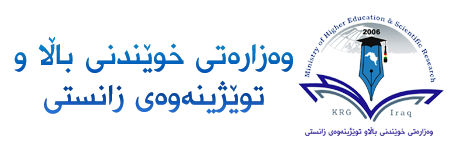 وەزارەتی خوێندنی باڵا و
توێژینەوەی زانستی
Ministry of Higher Education & Scientific Research
2006
KRG Iraq
وەزارەتی خوێندنی باڵاو توێژینەوەی زانستی